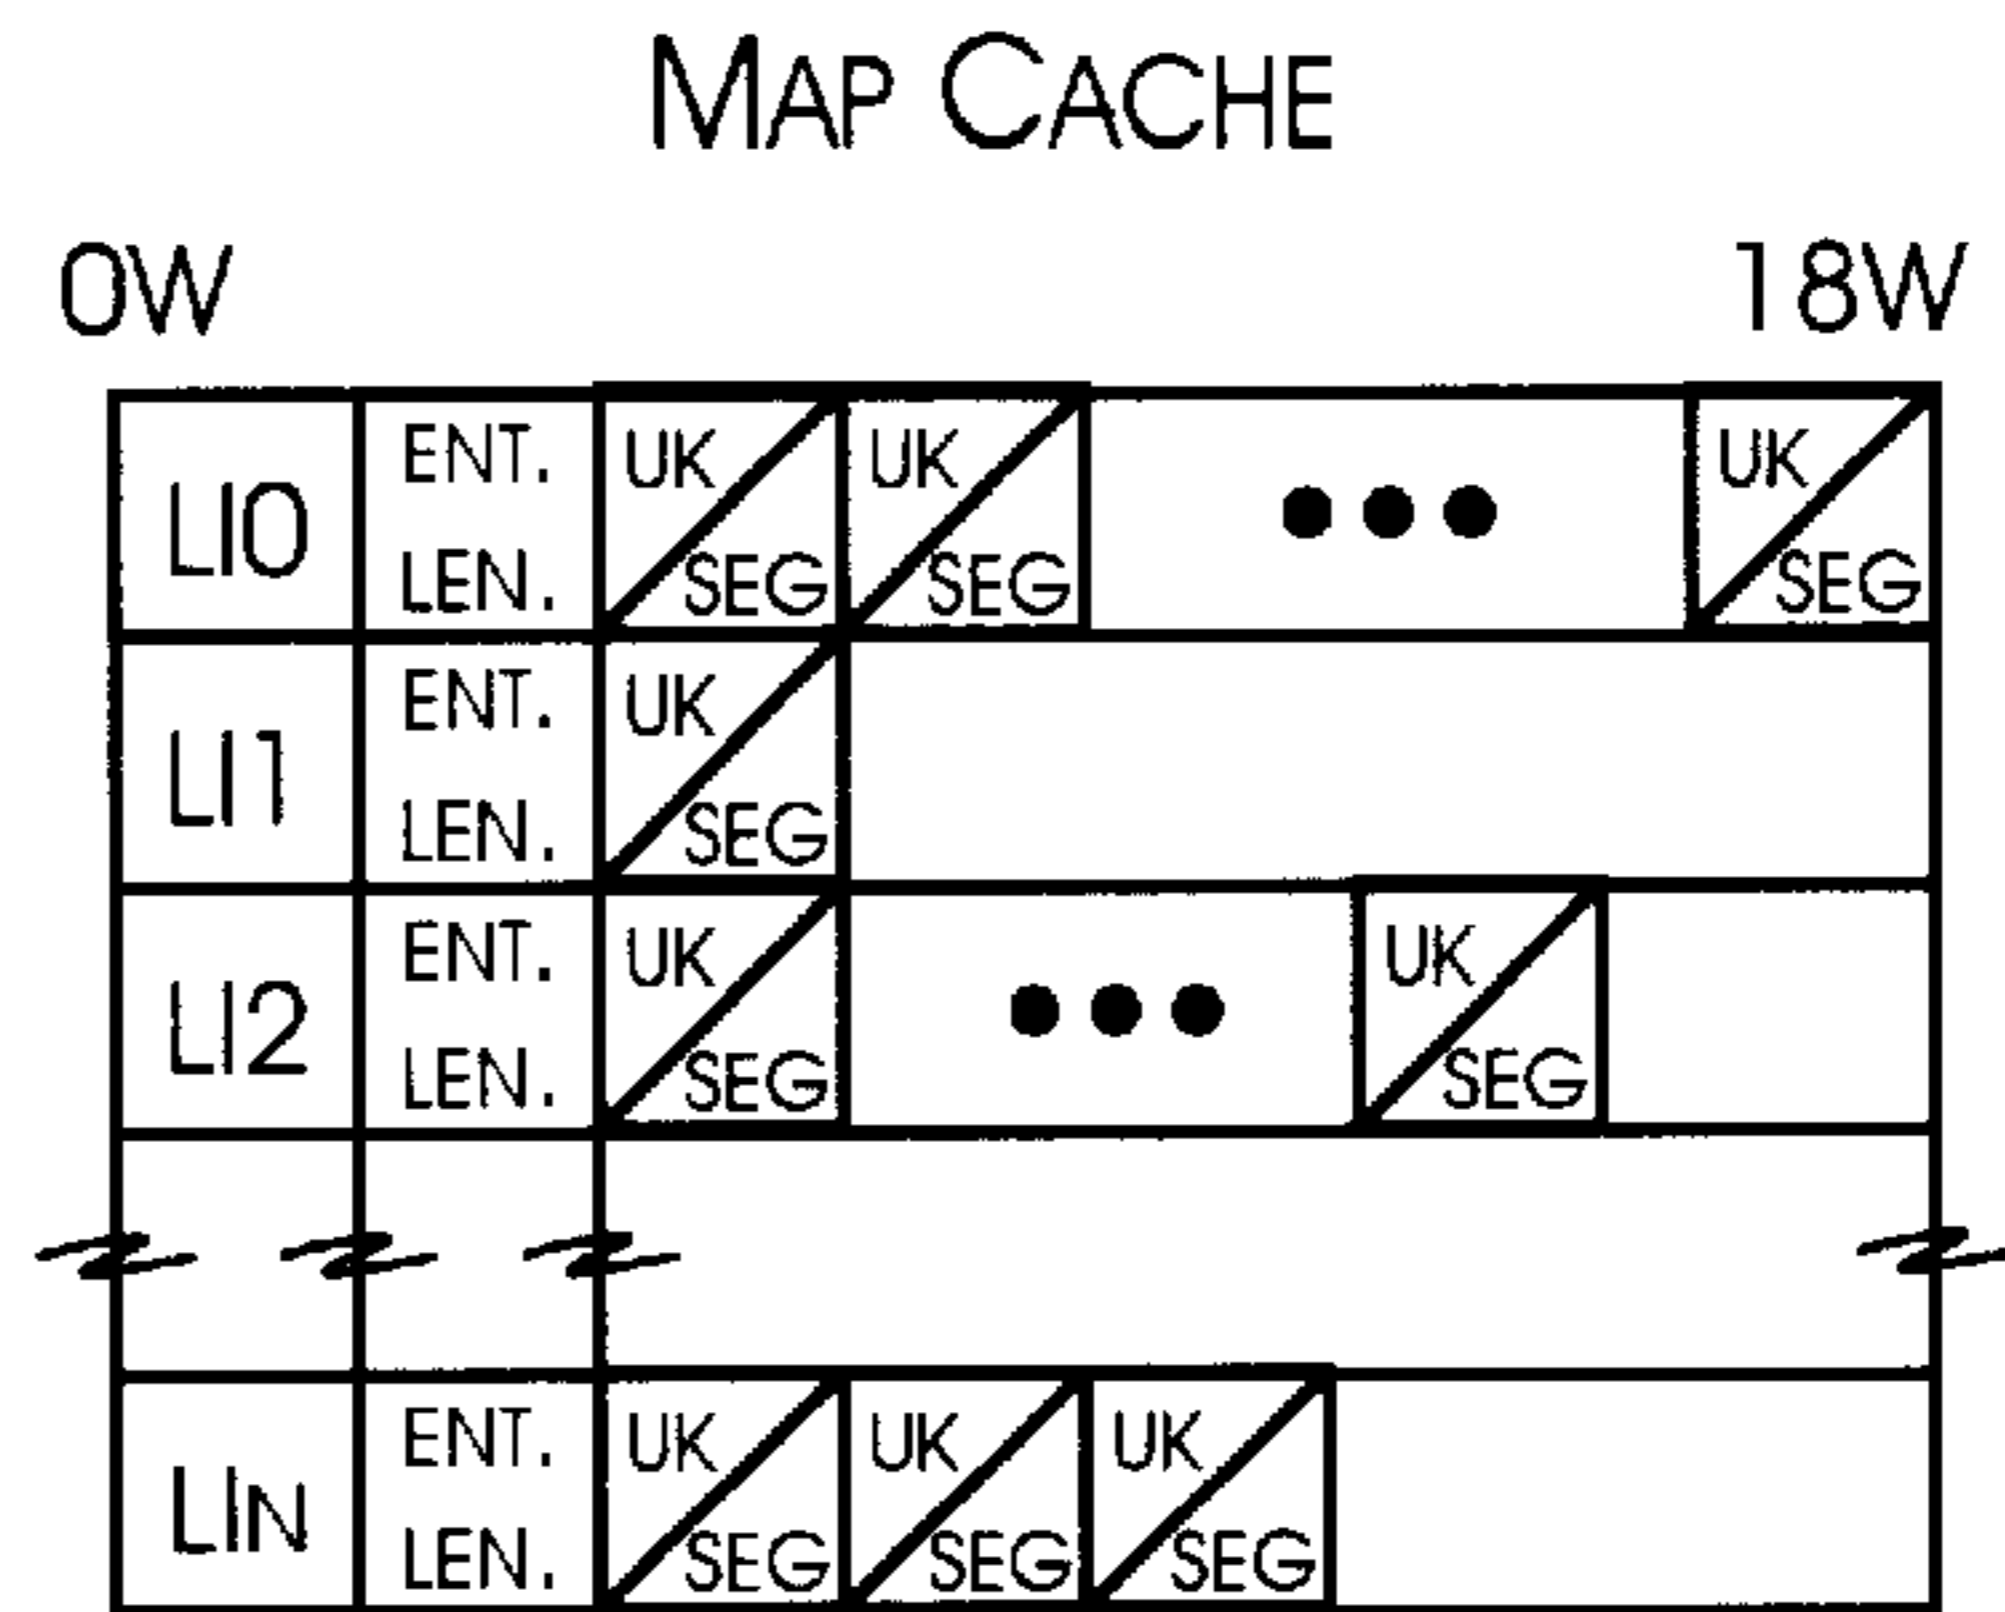 MAP CACHE
0W 18W
LI0 ENT. LEN. UK SEG UK SEG ••• UK SEG
LI1 ENT. LEN. UK SEG
LI2 ENT. LEN. UK SEG ••• UK SEG
LIN ENT. LEN. UK SEG UK SEG UK SEG